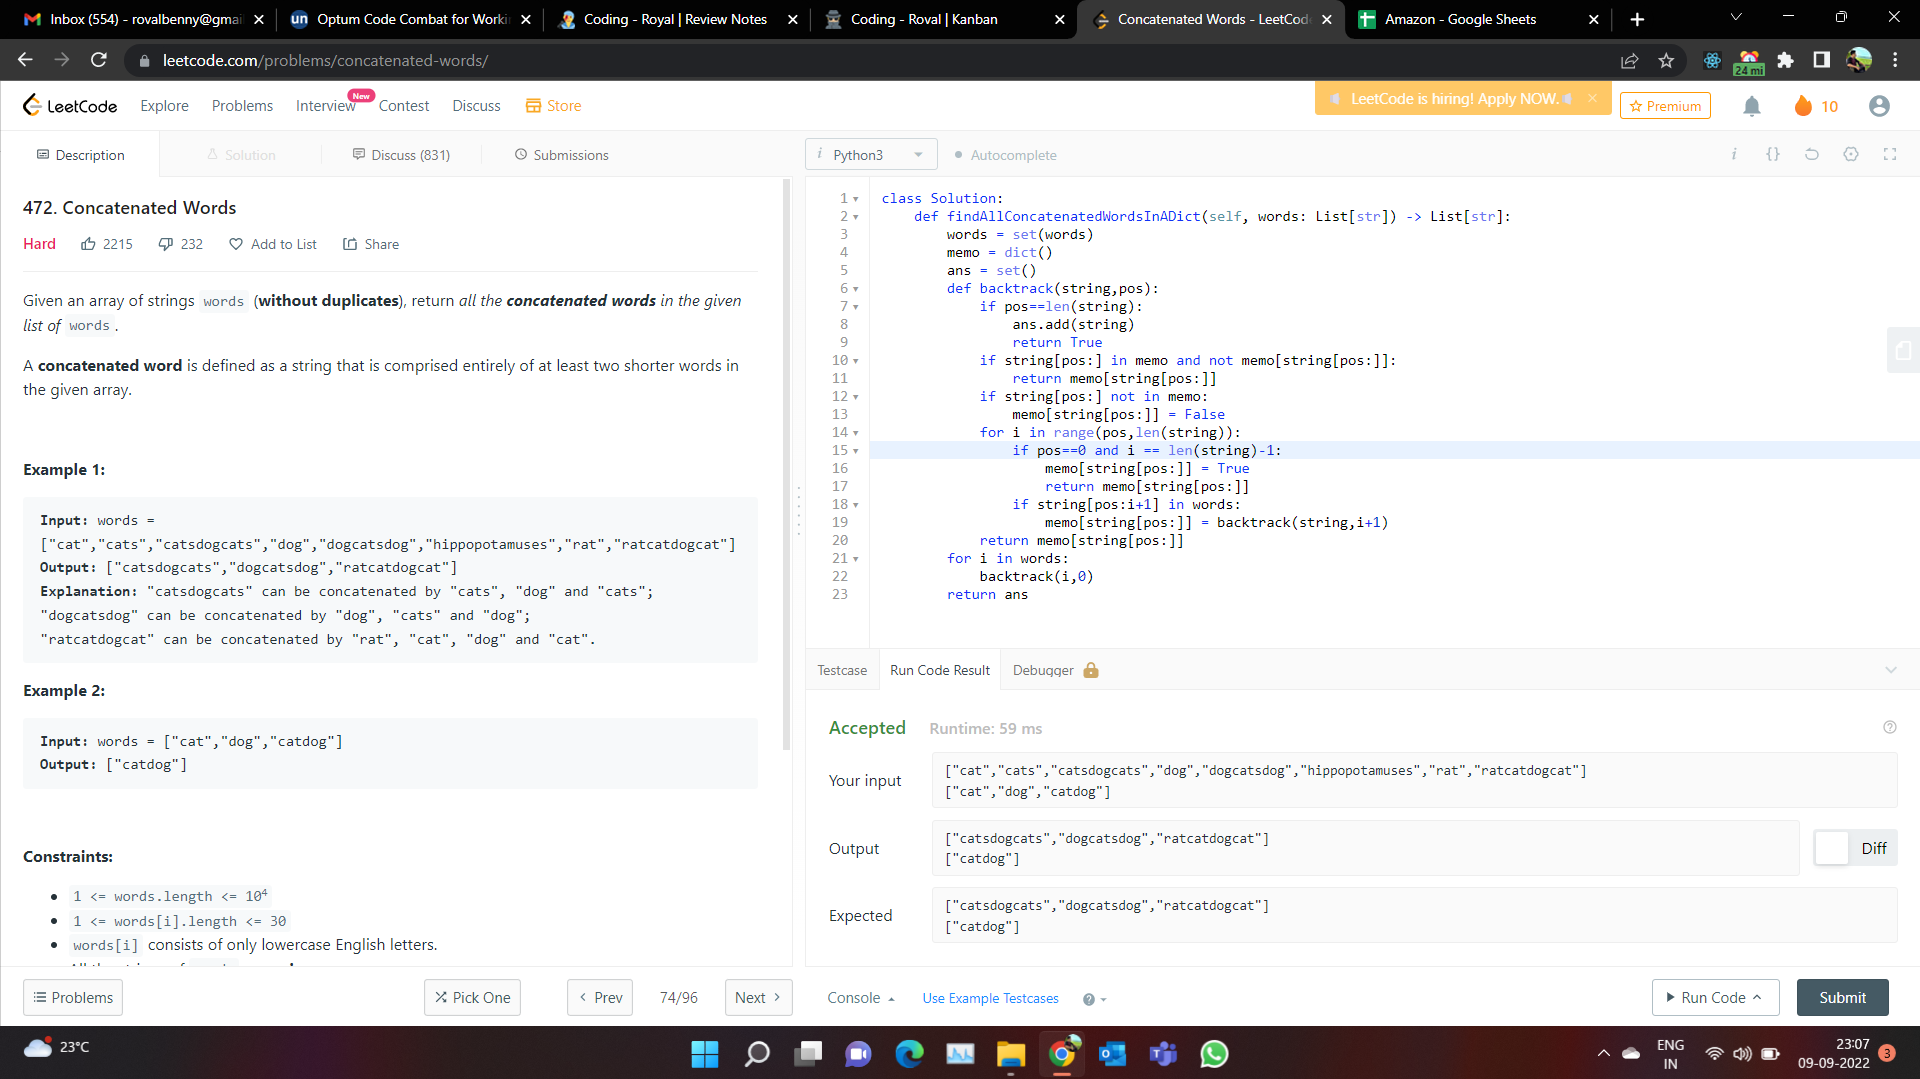 Inbox (554) - rovalbenny@gmai
Optum Code Combat for Worki
Coding - Royal | Review Notes
Coding - Roval | Kanban
Concatenated Words - LeetCod
Amazon - Google Sheets
leetcode.com/problems/concatenated-words/
24 mi
LeetCode
Explore
Problems
Interview
New
Contest
Discuss
Store
LeetCode is hiring! Apply NOW.
Premium
10
Description
Solution
Discuss (831)
Submissions
Python3
Autocomplete
472. Concatenated Words
Hard
2215
232
Add to List
Share
Given an array of strings words (without duplicates), return all the concatenated words in the given
list of words .
A concatenated word is defined as a string that is comprised entirely of at least two shorter words in
the given array.
Example 1:
Input: words =
["cat","cats","catsdogcats","dog","dogcatsdog","hippopotamuses","rat","ratcatdogcat"]
Output: ["catsdogcats","dogcatsdog","ratcatdogcat"]
Explanation: "catsdogcats" can be concatenated by "cats", "dog" and "cats";
"dogcatsdog" can be concatenated by "dog", "cats" and "dog";
"ratcatdogcat" can be concatenated by "rat", "cat", "dog" and "cat".
Example 2:
Input: words = ["cat","dog","catdog"]
Output: ["catdog"]
Constraints:
1 <= words.length <= 10⁴
1 <= words[i].length <= 30
words[i] consists of only lowercase English letters.
1 class Solution:
2 def findAllConcatenatedWordsInADict(self, words: List[str]) -> List[str]:
3 words = set(words)
4 memo = dict()
5 ans = set()
6 def backtrack(string,pos):
7 if pos==len(string):
8 ans.add(string)
9 return True
10 if string[pos:] in memo and not memo[string[pos:]]:
11 return memo[string[pos:]]
12 if string[pos:] not in memo:
13 memo[string[pos:]] = False
14 for i in range(pos,len(string)):
15 if pos==0 and i == len(string)-1:
16 memo[string[pos:]] = True
17 return memo[string[pos:]]
18 if string[pos:i+1] in words:
19 memo[string[pos:]] = backtrack(string,i+1)
20 return memo[string[pos:]]
21 for i in words:
22 backtrack(i,0)
23 return ans
Testcase
Run Code Result
Debugger
Accepted
Runtime: 59 ms
Your input
["cat","cats","catsdogcats","dog","dogcatsdog","hippopotamuses","rat","ratcatdogcat"]
["cat","dog","catdog"]
Output
["catsdogcats","dogcatsdog","ratcatdogcat"]
["catdog"]
Diff
Expected
["catsdogcats","dogcatsdog","ratcatdogcat"]
["catdog"]
Problems
Pick One
Prev
74/96
Next
Console
Use Example Testcases
Run Code
Submit
23°C
ENG
IN
23:07
09-09-2022
3